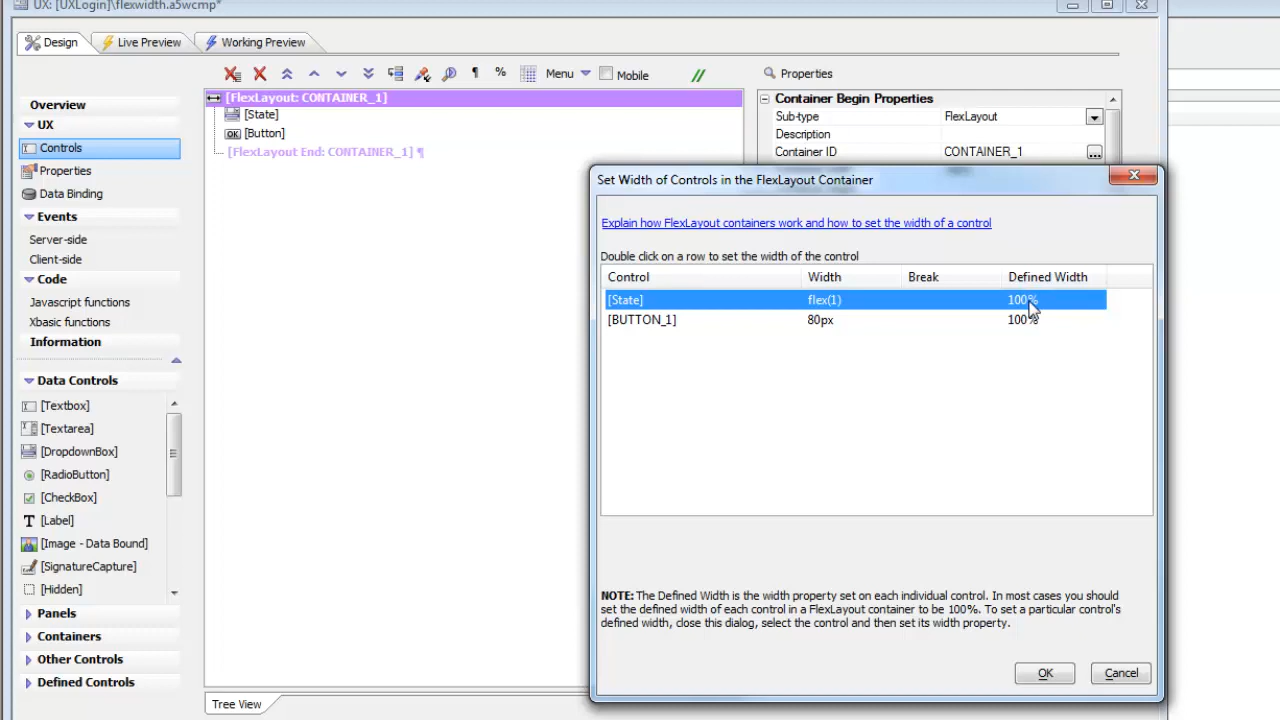 UX: [UXLogin]\flexwidth.a5wcmp*
Design
Live Preview
Working Preview
Menu
Mobile
Properties
Overview
UX
Controls
Properties
Data Binding
Events
Server-side
Client-side
Code
Javascript functions
Xbasic functions
Information
Data Controls
[Textbox]
[Textarea]
[DropdownBox]
[RadioButton]
[CheckBox]
[Label]
[Image - Data Bound]
[SignatureCapture]
[Hidden]
Panels
Containers
Other Controls
Defined Controls
[FlexLayout: CONTAINER_1]
[State]
OK [Button]
[FlexLayout End: CONTAINER_1] ¶
Tree View
Container Begin Properties
Sub-type FlexLayout
Description
Container ID CONTAINER_1
Set Width of Controls in the FlexLayout Container
Explain how FlexLayout containers work and how to set the width of a control
Double click on a row to set the width of the control
Control Width Break Defined Width
[State] flex(1) 100%
[BUTTON_1] 80px 100%
NOTE: The Defined Width is the width property set on each individual control. In most cases you should
set the defined width of each control in a FlexLayout container to be 100%. To set a particular control's
defined width, close this dialog, select the control and then set its width property.
OK Cancel